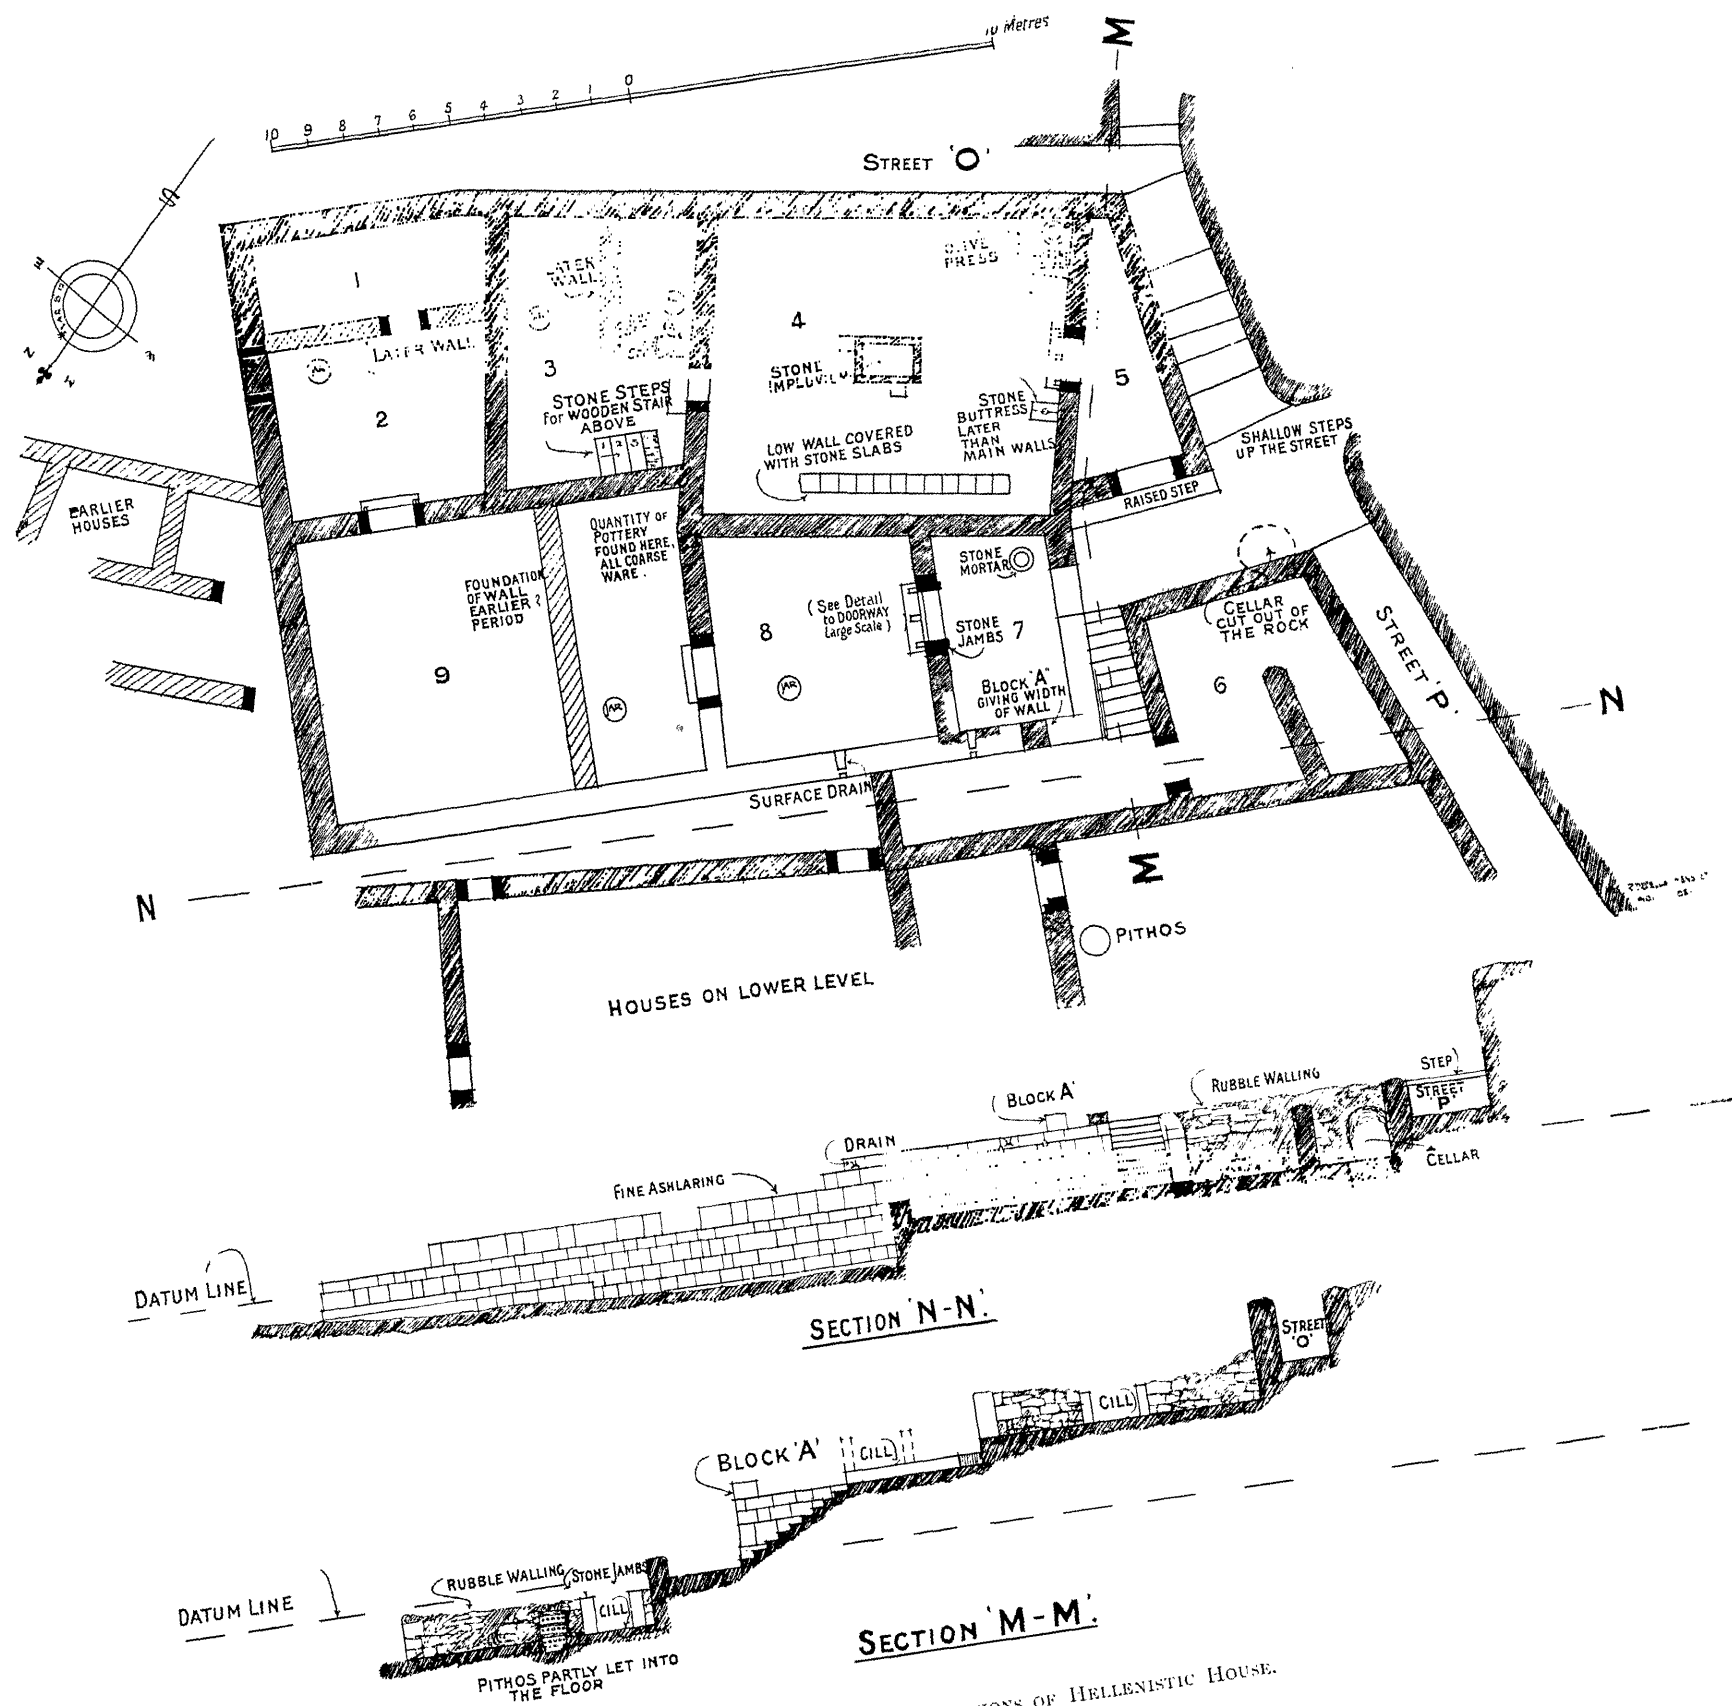 10 Metres
M
10 9 8 7 6 5 4 3 2 1 0
STREET 'O'
S
E
W
N
1
LATER
WALL
OLIVE
PRESS
4
LATER WALL
3
STONE
5
JAR
2
STONE STEPS
FOR WOODEN STAIR
ABOVE
1 2 3
STONE
BUTTRESS
LATER
THAN
MAIN WALLS
LOW WALL COVERED
WITH STONE SLABS
SHALLOW STEPS
UP THE STREET
RAISED STEP
EARLIER
HOUSES
QUANTITY OF
POTTERY
FOUND HERE,
ALL COARSE
WARE.
FOUNDATION
OF WALL
EARLIER?
PERIOD
STONE
MORTAR
(See Detail
to DOORWAY
Large Scale)
8
STONE
JAMBS
7
CELLAR
CUT OUT OF
THE ROCK
STREET 'P'
9
JAR
JAR
BLOCK "A"
GIVING WIDTH
OF WALL
6
N
SURFACE DRAIN
N
M
PITHOS
HOUSES ON LOWER LEVEL
BLOCK 'A'
RUBBLE WALLING
STEP
STREET
'P'
DRAIN
CELLAR
FINE ASHLARING
DATUM LINE
SECTION 'N-N'.
STREET
'O'
CILL
BLOCK 'A'
CILL
RUBBLE WALLING
STONE JAMBS
CILL
DATUM LINE
SECTION 'M-M'.
PITHOS PARTLY LET INTO
THE FLOOR
OF HELLENISTIC HOUSE.